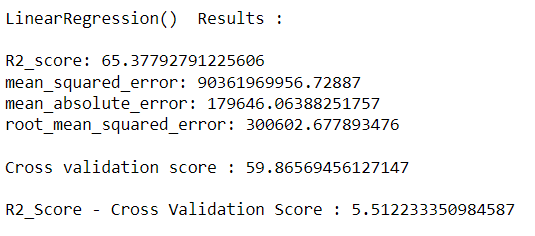 LinearRegression()  Results :
R2_score: 65.37792791225606
mean_squared_error: 90361969956.72887
mean_absolute_error: 179646.06388251757
root_mean_squared_error: 300602.677893476
Cross validation score : 59.86569456127147
R2_Score - Cross Validation Score : 5.512233350984587